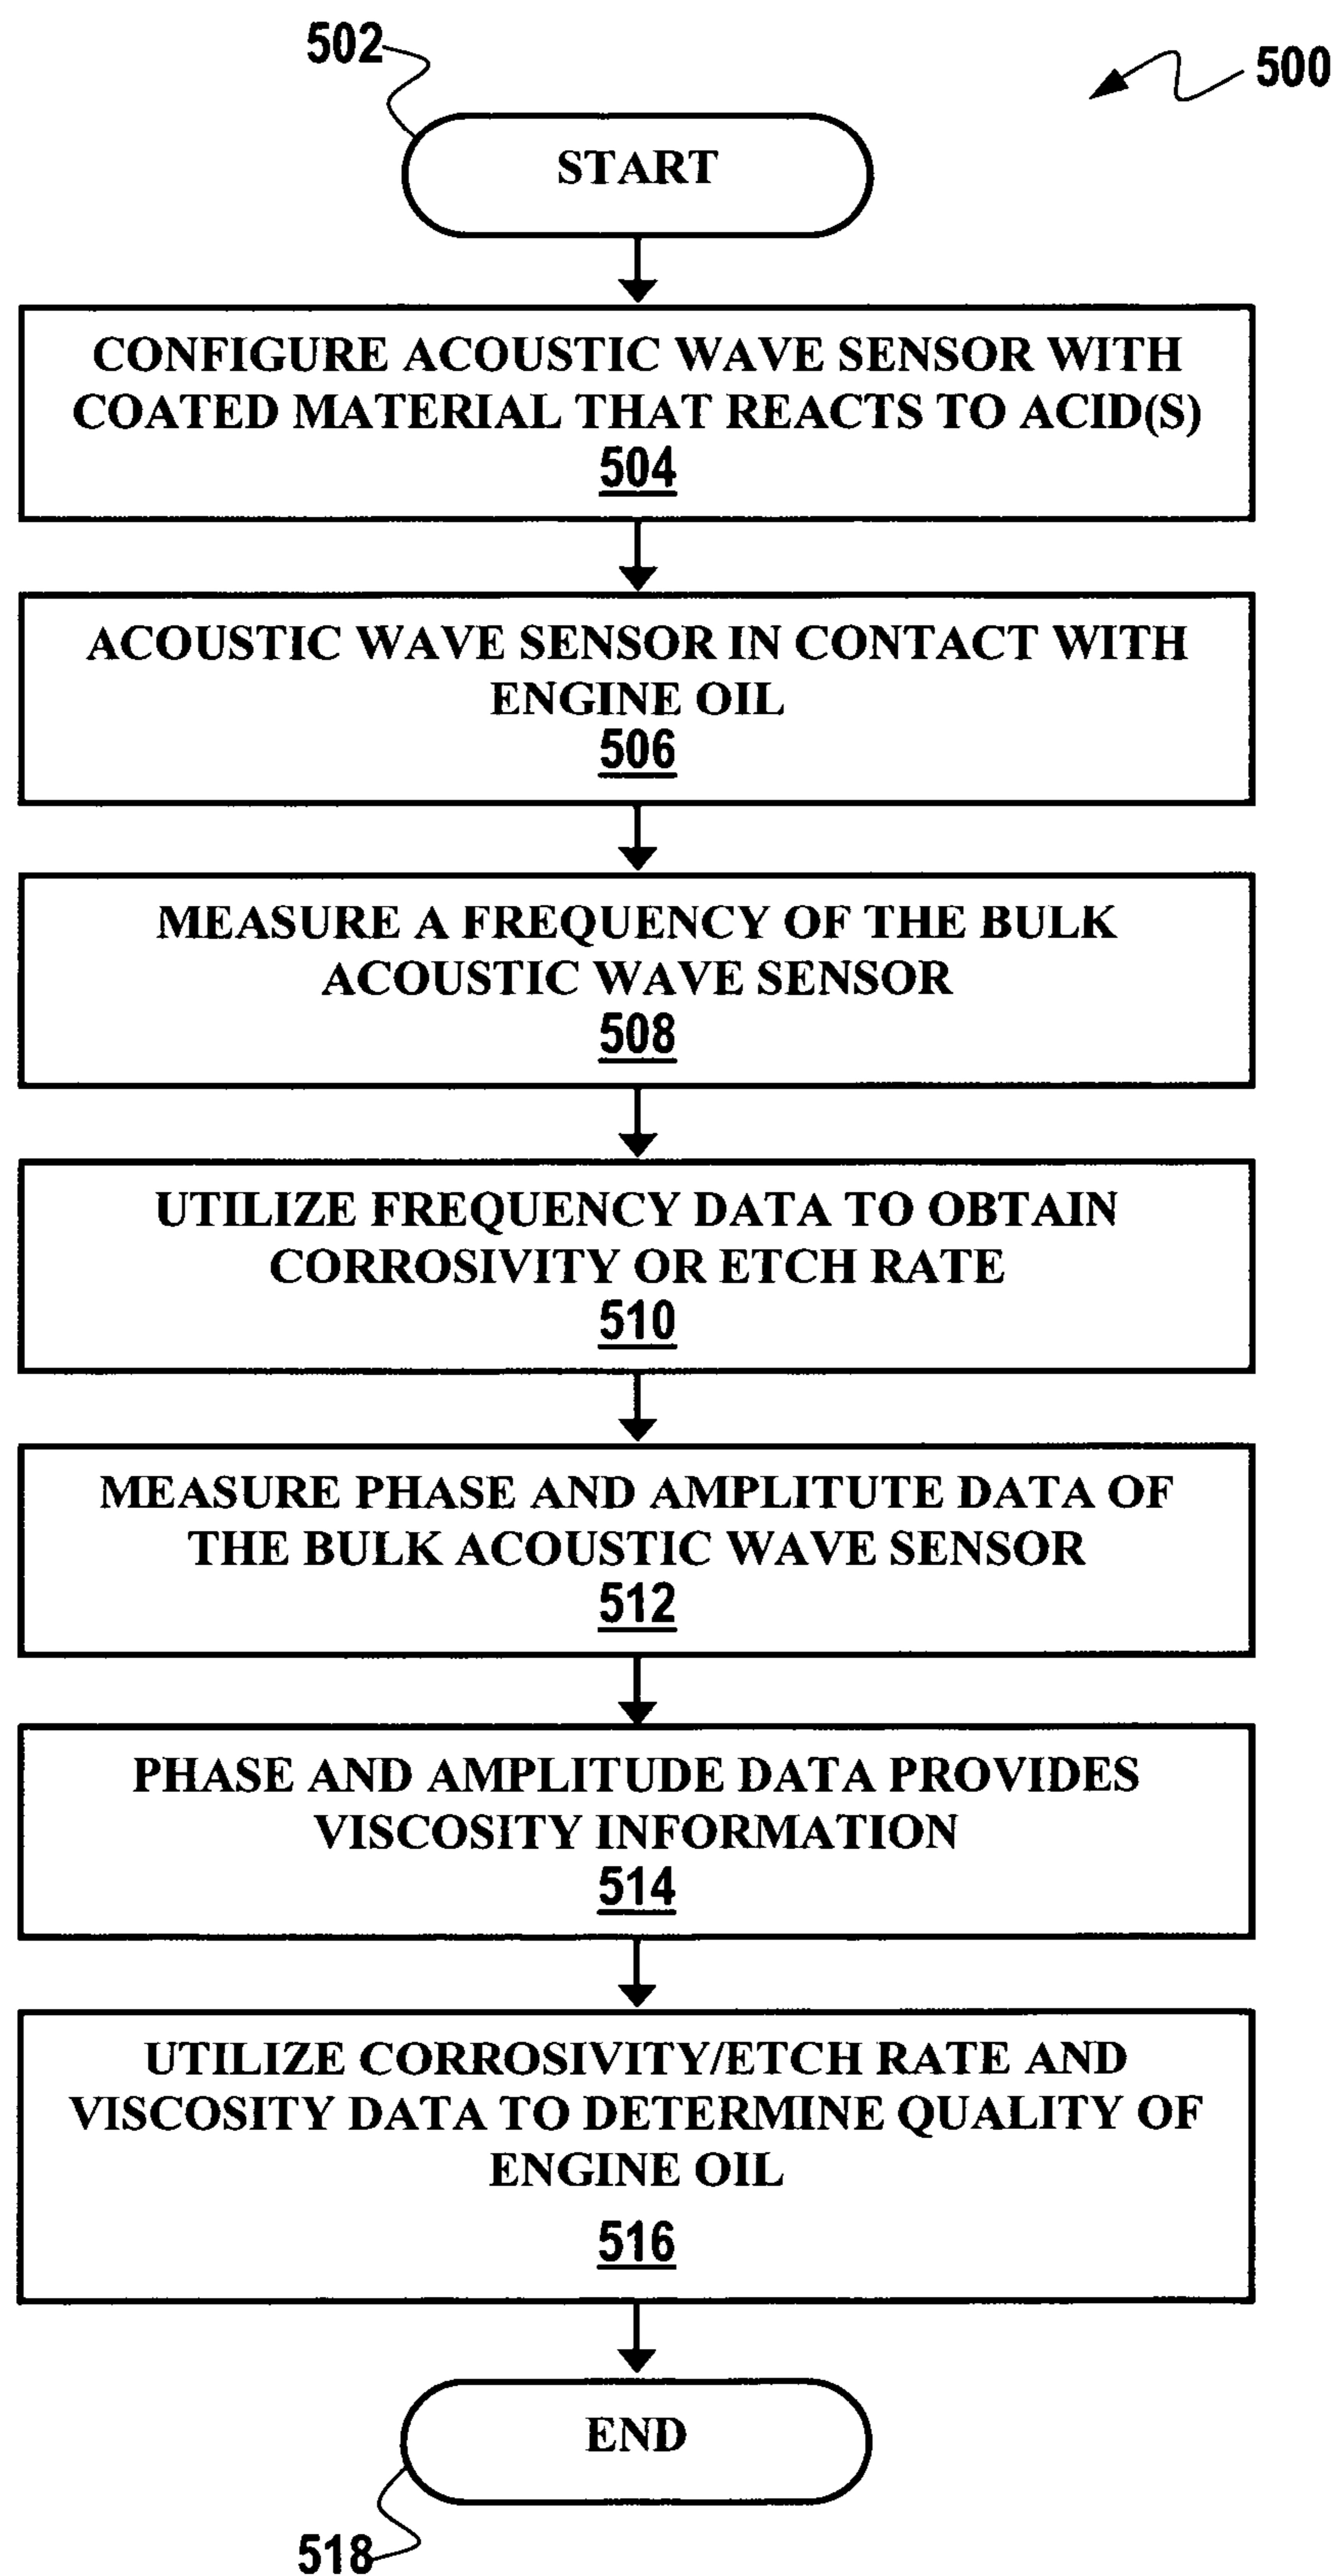 502
500
START
CONFIGURE ACOUSTIC WAVE SENSOR WITH
COATED MATERIAL THAT REACTS TO ACID(S)
504
ACOUSTIC WAVE SENSOR IN CONTACT WITH
ENGINE OIL
506
MEASURE A FREQUENCY OF THE BULK
ACOUSTIC WAVE SENSOR
508
UTILIZE FREQUENCY DATA TO OBTAIN
CORROSIVITY OR ETCH RATE
510
MEASURE PHASE AND AMPLITUTE DATA OF
THE BULK ACOUSTIC WAVE SENSOR
512
PHASE AND AMPLITUDE DATA PROVIDES
VISCOSITY INFORMATION
514
UTILIZE CORROSIVITY/ETCH RATE AND
VISCOSITY DATA TO DETERMINE QUALITY OF
ENGINE OIL
516
END
518